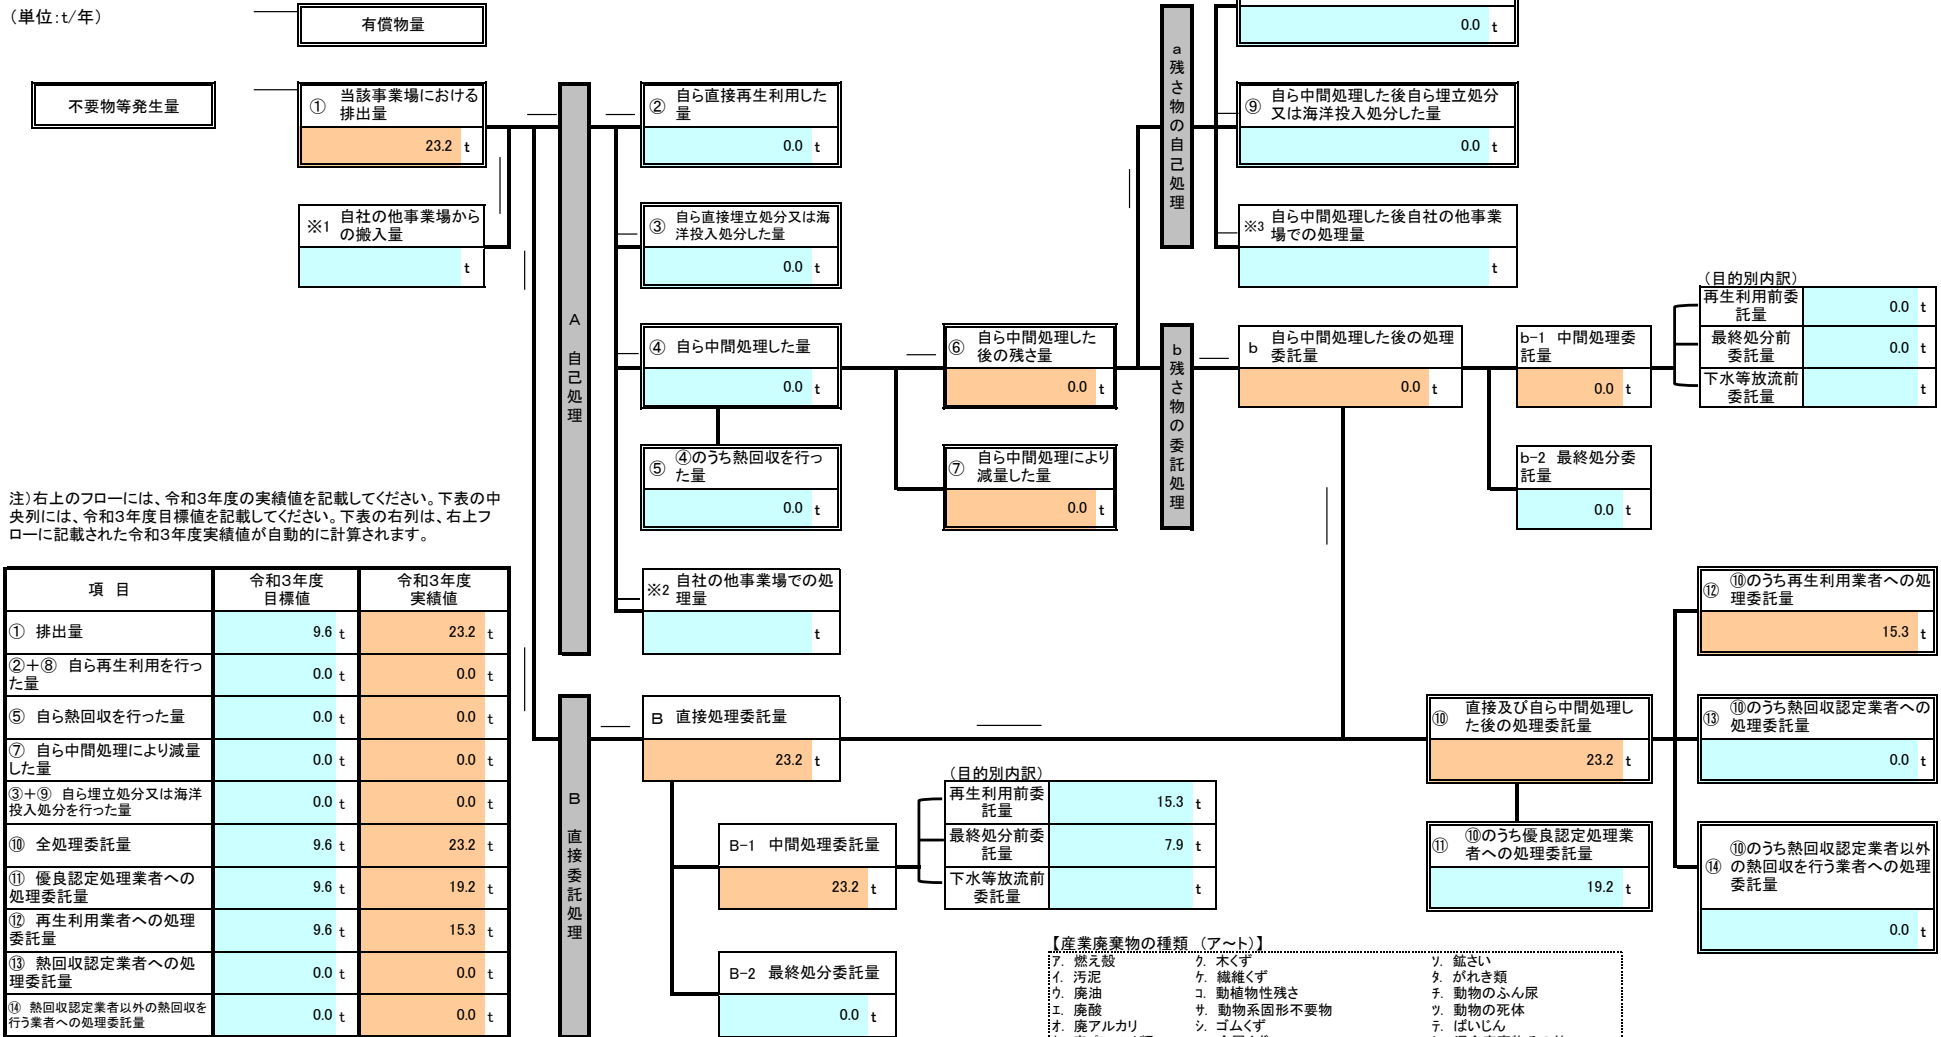 （単位：t/年）
有償物量
不要物等発生量
① 当該事業場における
排出量
23.2 t
※1 自社の他事業場から
の搬入量
t
A 自己処理
② 自ら直接再生利用した
量
0.0 t
③ 自ら直接埋立処分又は海
洋投入処分した量
0.0 t
④ 自ら中間処理した量
0.0 t
⑤ ④のうち熱回収を行っ
た量
0.0 t
※2 自社の他事業場での処
理量
t
⑥ 自ら中間処理した
後の残さ量
0.0 t
⑦ 自ら中間処理により
減量した量
0.0 t
a 残さ物の自己処理
0.0 t
⑨ 自ら中間処理した後自ら埋立処分
又は海洋投入処分した量
0.0 t
※3 自ら中間処理した後自社の他事業
場での処理量
t
b 残さ物の委託処理
b 自ら中間処理した後の処理
委託量
0.0 t
b-1 中間処理委
託量
0.0 t
b-2 最終処分委
託量
0.0 t
（目的別内訳）
再生利用前委
託量
0.0 t
最終処分前
委託量
0.0 t
下水等放流前
委託量
t
注）右上のフローには、令和3年度の実績値を記載してください。下表の中
央列には、令和3年度目標値を記載してください。下表の右列は、右上フ
ローに記載された令和3年度実績値が自動的に計算されます。
項 目
令和3年度
目標値
令和3年度
実績値
① 排出量 9.6 t 23.2 t
②＋⑧ 自ら再生利用を行っ
た量 0.0 t 0.0 t
⑤ 自ら熱回収を行った量 0.0 t 0.0 t
⑦ 自ら中間処理により減量
した量 0.0 t 0.0 t
③＋⑨ 自ら埋立処分又は海洋
投入処分を行った量 0.0 t 0.0 t
⑩ 全処理委託量 9.6 t 23.2 t
⑪ 優良認定処理業者への
処理委託量 9.6 t 19.2 t
⑫ 再生利用業者への処理
委託量 9.6 t 15.3 t
⑬ 熱回収認定業者への処
理委託量 0.0 t 0.0 t
⑭ 熱回収認定業者以外の熱回収を
行う業者への処理委託量 0.0 t 0.0 t
B 直接委託処理
B 直接処理委託量
23.2 t
B-1 中間処理委託量
23.2 t
B-2 最終処分委託量
0.0 t
（目的別内訳）
再生利用前委
託量
15.3 t
最終処分前委
託量
7.9 t
下水等放流前
委託量
t
⑩ 直接及び自ら中間処理し
た後の処理委託量
23.2 t
⑪ ⑩のうち優良認定処理業
者への処理委託量
19.2 t
⑫ ⑩のうち再生利用業者への処
理委託量
15.3 t
⑬ ⑩のうち熱回収認定業者への
処理委託量
0.0 t
⑭ ⑩のうち熱回収認定業者以外
の熱回収を行う業者への処理
委託量
0.0 t
【産業廃棄物の種類 （ア～ト）】
ア. 燃え殻 ク. 木くず ソ. 鉱さい
イ. 汚泥 ケ. 繊維くず タ. がれき類
ウ. 廃油 コ. 動植物性残さ チ. 動物のふん尿
エ. 廃酸 サ. 動物系固形不要物 ツ. 動物の死体
オ. 廃アルカリ シ. ゴムくず テ. ばいじん